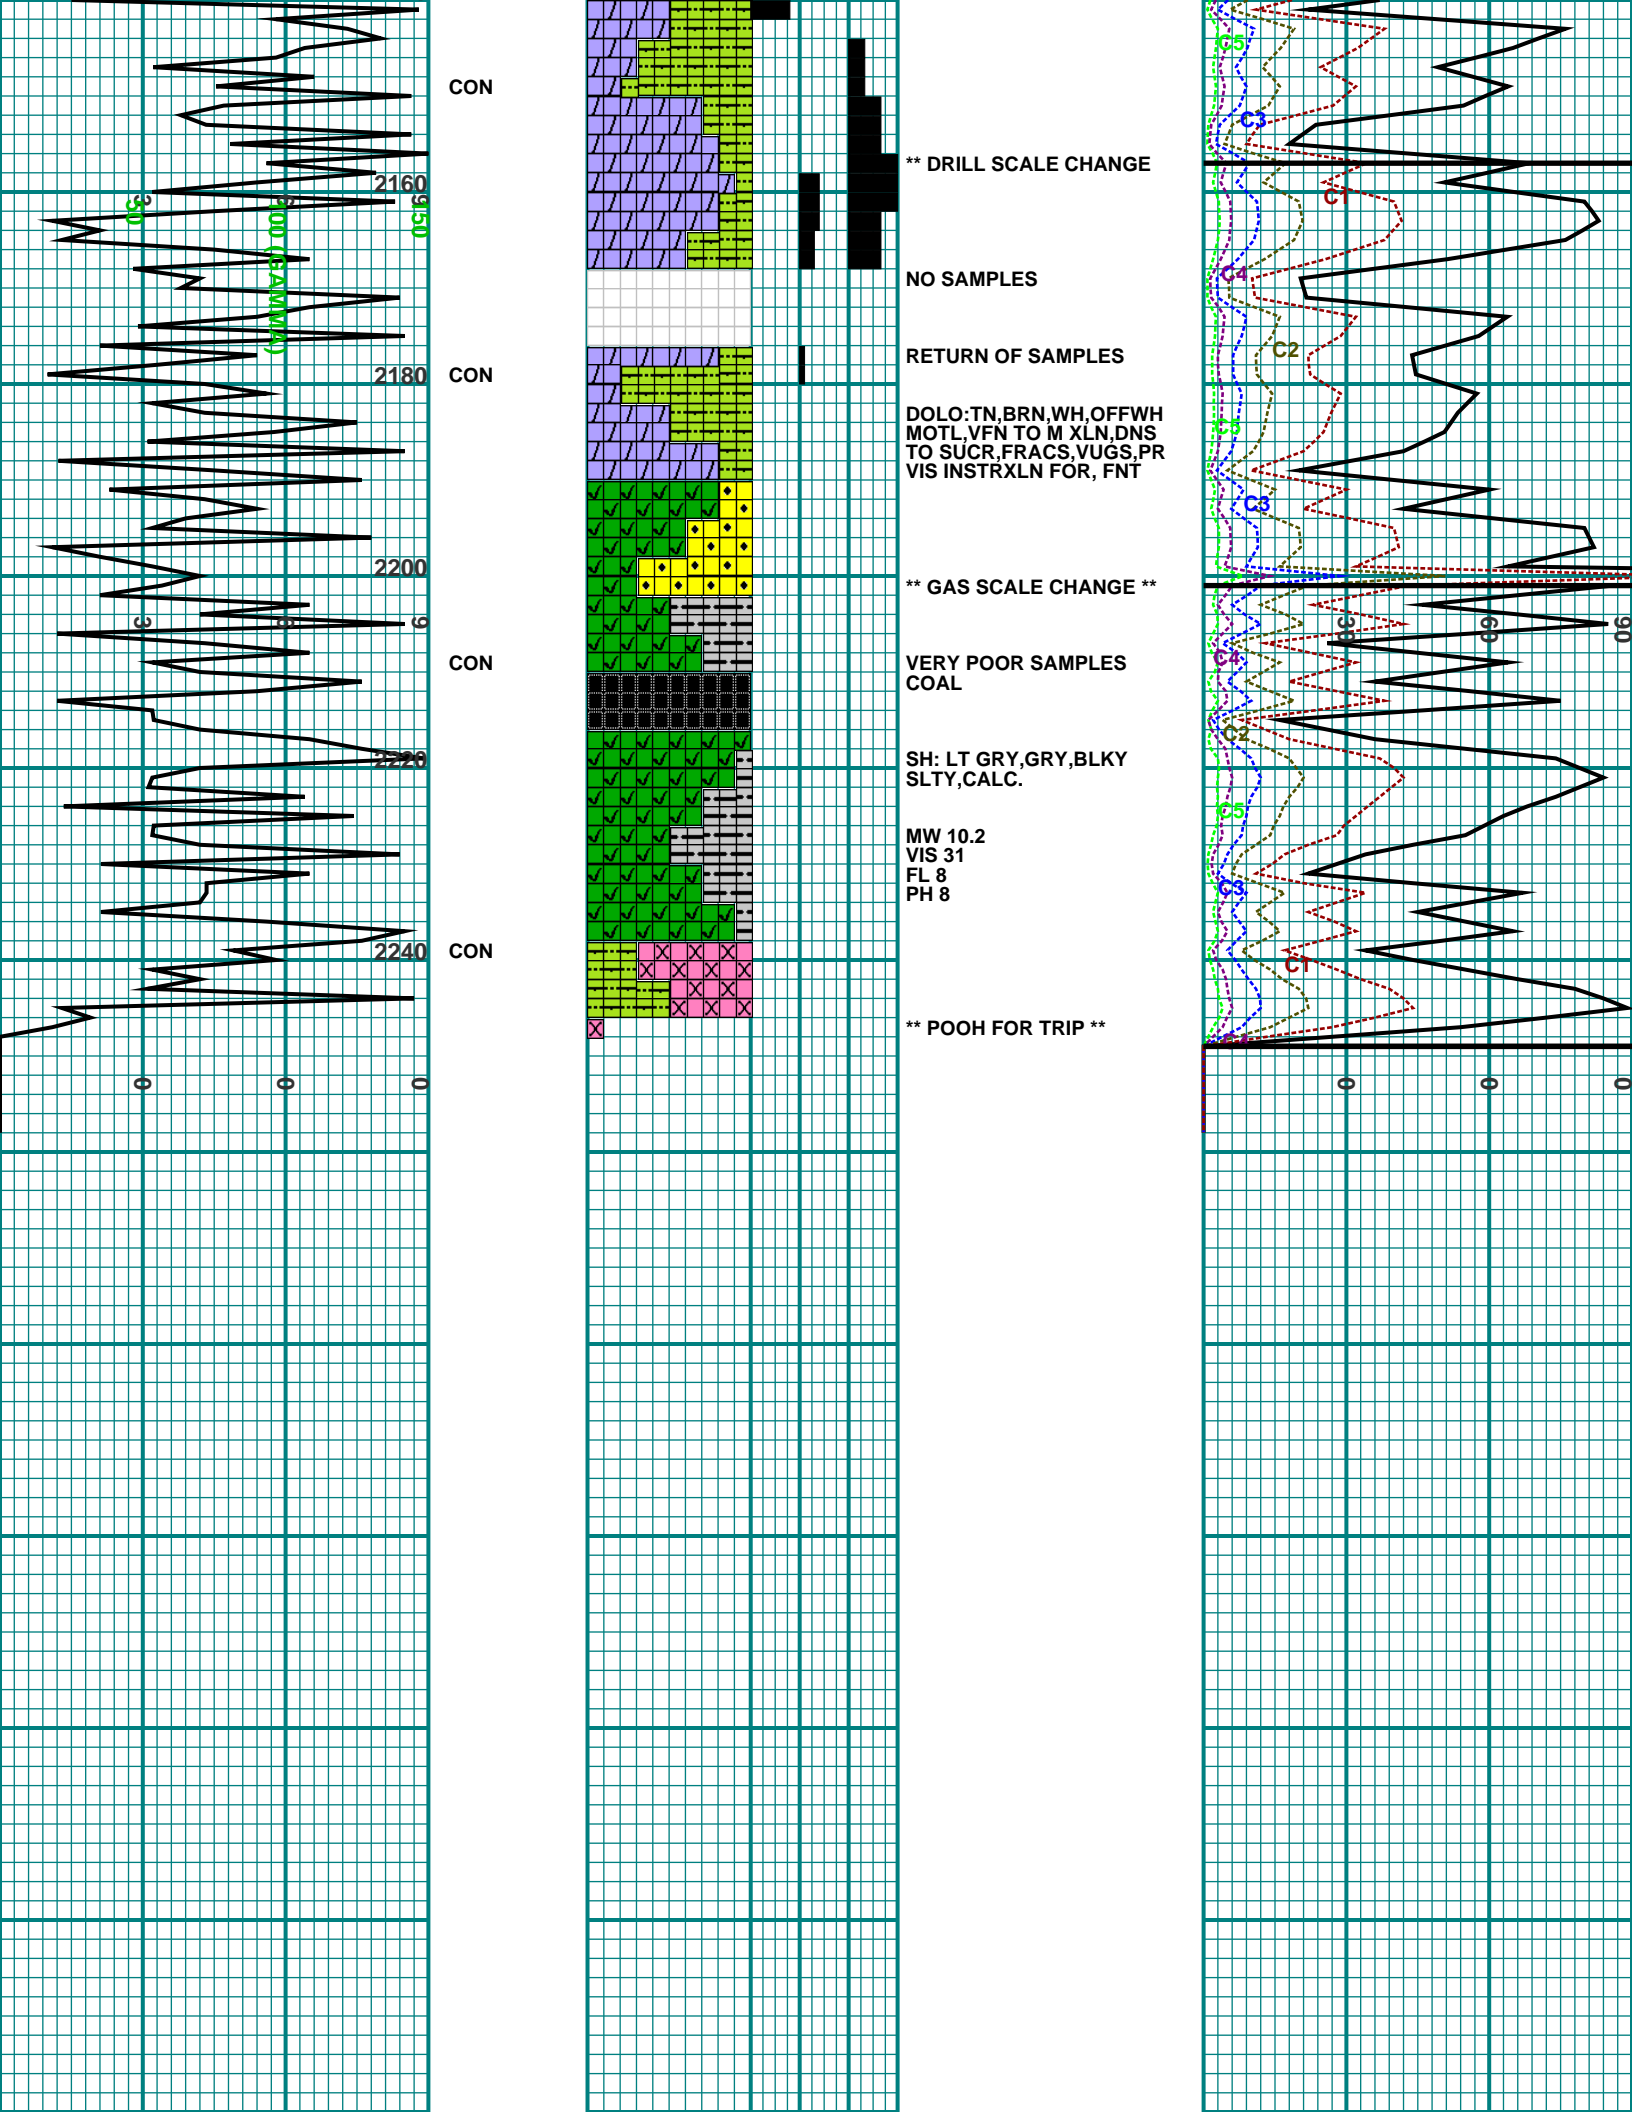 C5
CON
C3
** DRILL SCALE CHANGE
2160
50
100 (GAMMA)
150
C1
C4
NO SAMPLES
C2
RETURN OF SAMPLES
2180
CON
DOLO:TN,BRN,WH,OFFWH
MOTL,VFN TO M XLN,DNS
TO SUCR,FRACS,VUGS,PR
VIS INSTRXLN FOR, FNT
C5
C3
2200
** GAS SCALE CHANGE **
3
6
9
30
60
90
CON
VERY POOR SAMPLES
COAL
C4
C2
2220
SH: LT GRY,GRY,BLKY
SLTY,CALC.
C5
MW 10.2
VIS 31
FL 8
PH 8
C3
2240
CON
C1
** POOH FOR TRIP **
C4
0
0
0
0
0
0